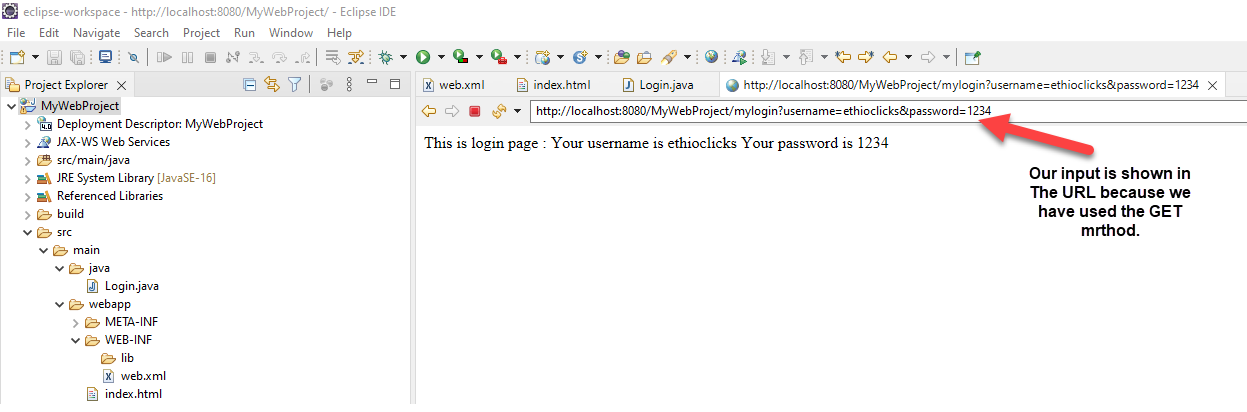 eclipse-workspace - http://localhost:8080/MyWebProject/ - Eclipse IDE
File Edit Navigate Search Project Run Window Help
Project Explorer
MyWebProject
Deployment Descriptor: MyWebProject
JAX-WS Web Services
src/main/java
JRE System Library [JavaSE-16]
Referenced Libraries
build
src
main
java
Login.java
webapp
META-INF
WEB-INF
lib
web.xml
index.html
web.xml index.html Login.java http://localhost:8080/MyWebProject/mylogin?username=ethioclicks&password=1234
http://localhost:8080/MyWebProject/mylogin?username=ethioclicks&password=1234
This is login page : Your username is ethioclicks Your password is 1234
Our input is shown in
The URL because we
have used the GET
mrthod.